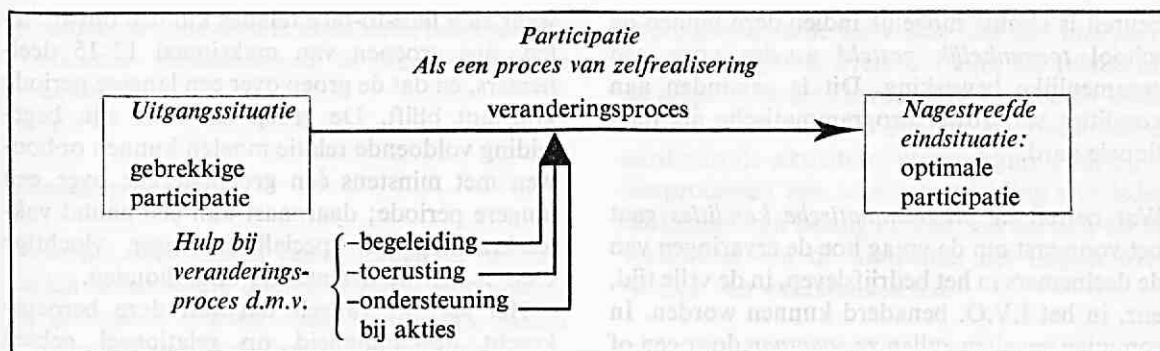 Participatie
Als een proces van zelfrealisering
Uitgangssituatie
gebrekkige
participatie
veranderingsproces
Nagestreefde
eindsituatie:
optimale
participatie
Hulp bij
veranderings-
proces d.m.v.
–begeleiding
–toerusting
–ondersteuning
bij akties